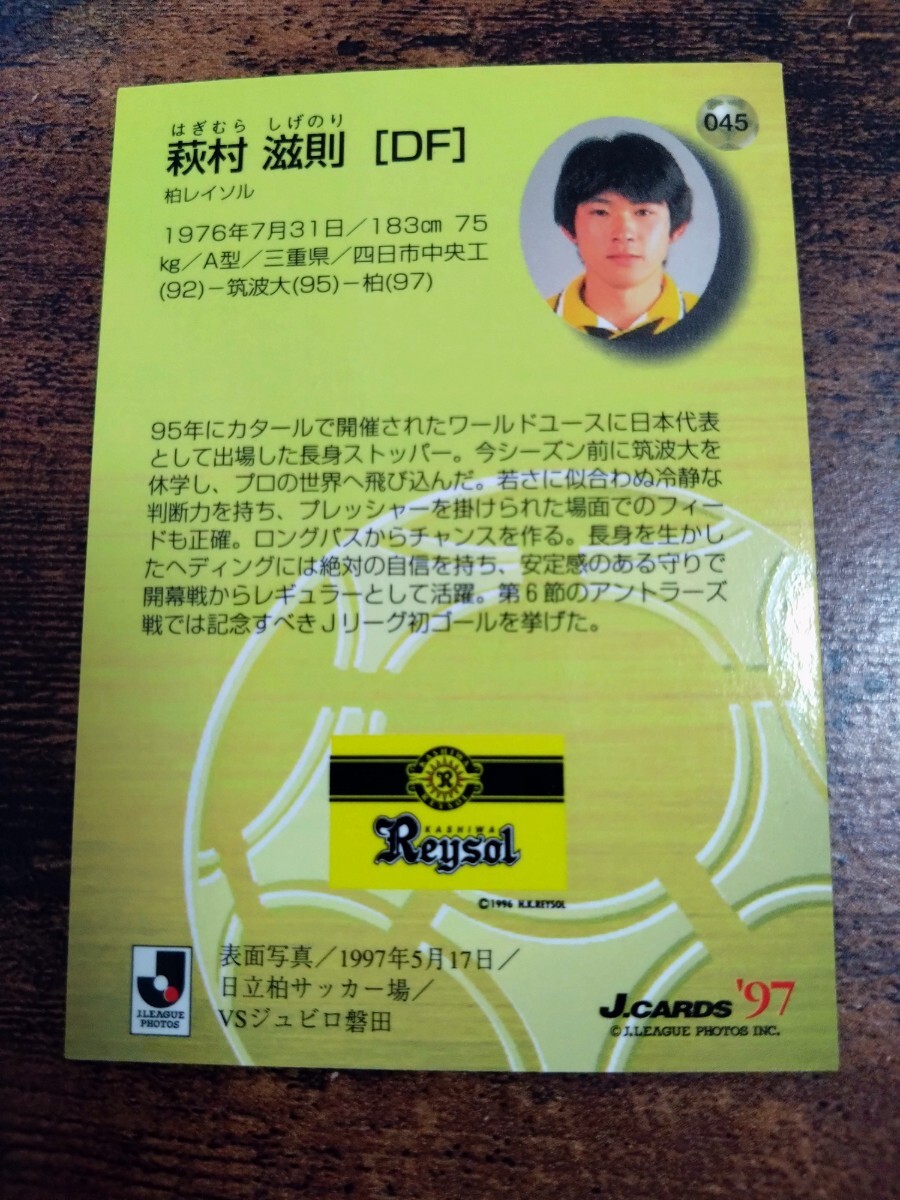 045
はぎむら しげのり
萩村 滋則 [DF]
柏レイソル
1976年7月31日／183㎝ 75
㎏／A型／三重県／四日市中央工
(92)－筑波大(95)－柏(97)
95年にカタールで開催されたワールドユースに日本代表
として出場した長身ストッパー。今シーズン前に筑波大を
休学し、プロの世界へ飛び込んだ。若さに似合わぬ冷静な
判断力を持ち、プレッシャーを掛けられた場面でのフィー
ドも正確。ロングパスからチャンスを作る。長身を生かし
たヘディングには絶対の自信を持ち、安定感のある守りで
開幕戦からレギュラーとして活躍。第6節のアントラーズ
戦では記念すべきJリーグ初ゴールを挙げた。
KASHIWA
R
REYSOL
KASHIWA
Reysol
©1996 H.K.REYSOL
表面写真／1997年5月17日／
日立柏サッカー場／
VSジュビロ磐田
J.LEAGUE
PHOTOS
J.CARDS '97
© J.LEAGUE PHOTOS INC.